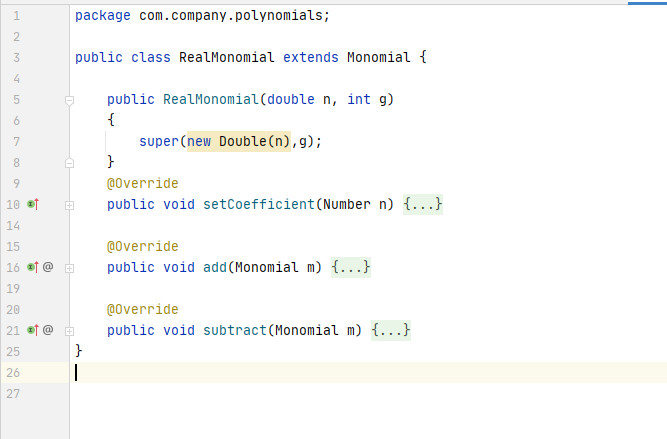 1 package com.company.polynomials;
2
3 public class RealMonomial extends Monomial {
4
5 public RealMonomial(double n, int g)
6 {
7 super(new Double(n),g);
8 }
9 @Override
10 public void setCoefficient(Number n) {...}
14
15 @Override
16 @ public void add(Monomial m) {...}
19
20 @Override
21 @ public void subtract(Monomial m) {...}
25 }
26
27